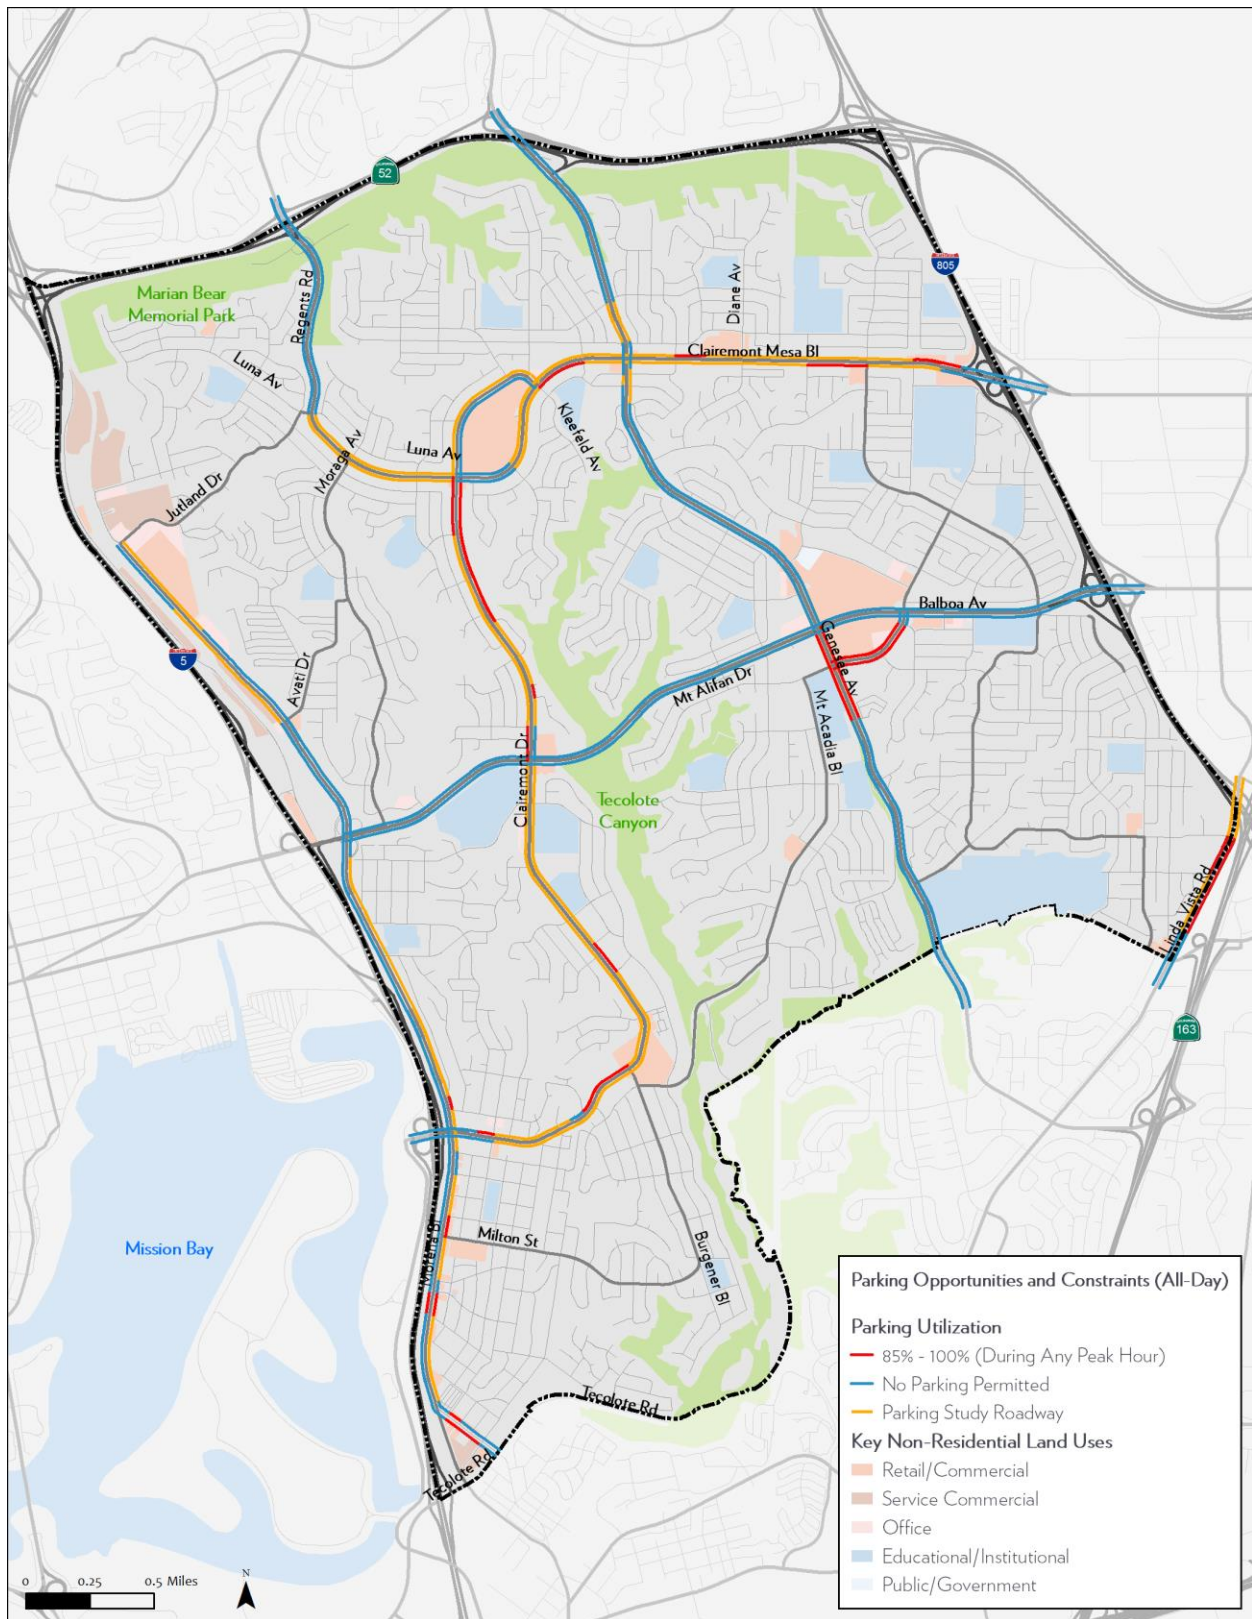 52
805
Marian Bear
Memorial Park
Regents Rd
Diane Av
Clairemont Mesa Bl
Luna Av
Kleefeld Av
Luna Av
Moraga Av
Jutland Dr
Balboa Av
Genesee Av
5
Avati Dr
Mt Alifan Dr
Mt Acadia Bl
Clairemont Dr
Tecolote
Canyon
Linda Vista Rd
163
Mission Bay
Morena Bl
Milton St
Burgener Bl
Tecolote Rd
Tecolote Rd
Parking Opportunities and Constraints (All-Day)
Parking Utilization
85% - 100% (During Any Peak Hour)
No Parking Permitted
Parking Study Roadway
Key Non-Residential Land Uses
Retail/Commercial
Service Commercial
Office
Educational/Institutional
Public/Government
0 0.25 0.5 Miles
N